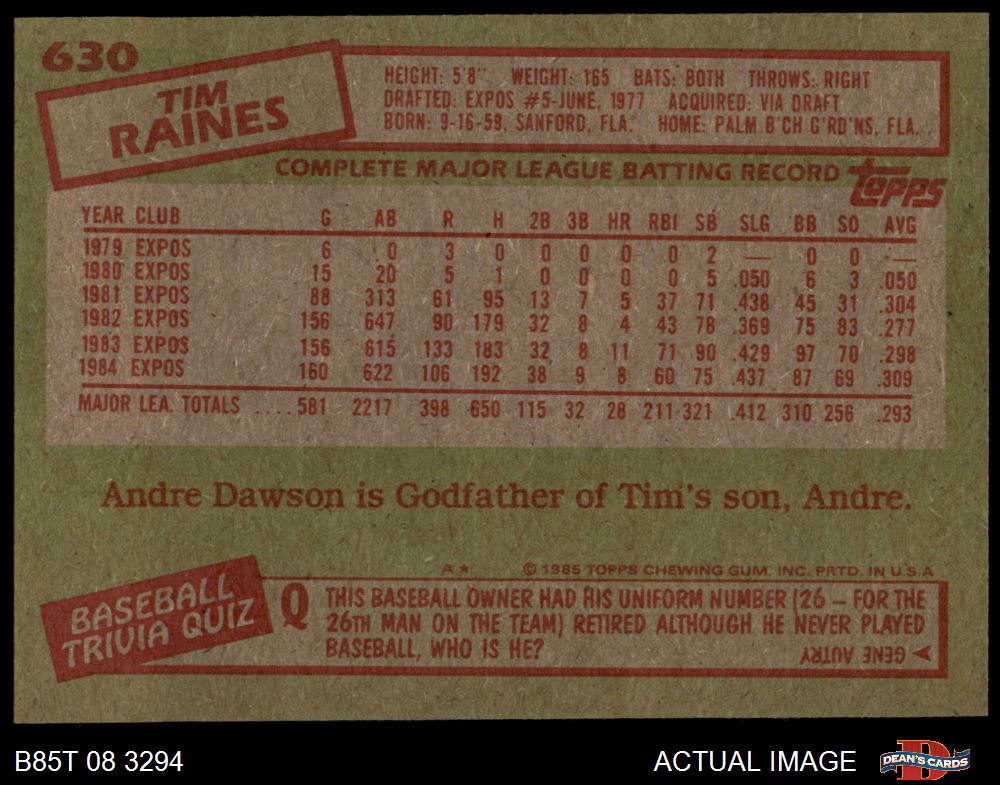 630
TIM
RAINES
HEIGHT: 5'8" WEIGHT: 165 BATS: BOTH THROWS: RIGHT
DRAFTED: EXPOS #5-JUNE, 1977 ACQUIRED: VIA DRAFT
BORN: 9-16-59, SANFORD, FLA. HOME: PALM B'CH G'RD'NS, FLA.
COMPLETE MAJOR LEAGUE BATTING RECORD topps
YEAR CLUB G AB R H 2B 3B HR RBI SB SLG BB SO AVG
1979 EXPOS 6 0 3 0 0 0 0 0 2 — 0 0 —
1980 EXPOS 15 20 5 1 0 0 0 0 5 .050 6 3 .050
1981 EXPOS 88 313 61 95 13 7 5 37 71 .438 45 31 .304
1982 EXPOS 156 647 90 179 32 8 4 43 78 .369 75 83 .277
1983 EXPOS 156 615 133 183 32 8 11 71 90 .429 97 70 .298
1984 EXPOS 160 622 106 192 38 9 8 60 75 .437 87 69 .309
MAJOR LEA. TOTALS ....581 2217 398 650 115 32 28 211 321 .412 310 256 .293
Andre Dawson is Godfather of Tim's son, Andre.
A* © 1985 TOPPS CHEWING GUM, INC. PRTD. IN U.S.A
BASEBALL
TRIVIA QUIZ
Q THIS BASEBALL OWNER HAD HIS UNIFORM NUMBER (26 – FOR THE
26TH MAN ON THE TEAM) RETIRED ALTHOUGH HE NEVER PLAYED
BASEBALL, WHO IS HE?
GENE AUTRY
B85T 08 3294 ACTUAL IMAGE D DEAN'S CARDS